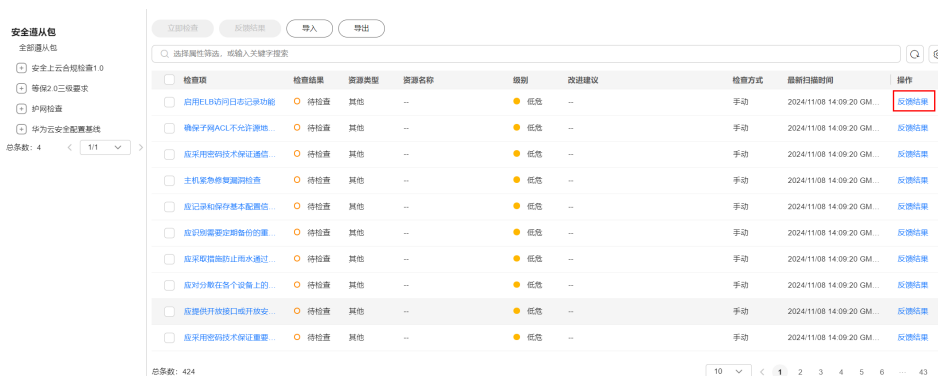 安全遵从包
全部遵从包
安全上云合规检查1.0
等保2.0三级要求
护网检查
华为云安全配置基线
总条数：4 < 1/1 >
立即检查 反馈结果 导入 导出
选择属性筛选，或输入关键字搜索
检查项 检查结果 资源类型 资源名称 级别 改进建议 检查方式 最新扫描时间 操作
启用ELB访问日志记录功能 待检查 其他 -- 低危 -- 手动 2024/11/08 14:09:20 GM... 反馈结果
确保子网ACL不允许源地... 待检查 其他 -- 低危 -- 手动 2024/11/08 14:09:20 GM... 反馈结果
应采用密码技术保证通信... 待检查 其他 -- 低危 -- 手动 2024/11/08 14:09:20 GM... 反馈结果
主机紧急修复漏洞检查 待检查 其他 -- 低危 -- 手动 2024/11/08 14:09:20 GM... 反馈结果
应记录和保存基本配置信... 待检查 其他 -- 低危 -- 手动 2024/11/08 14:09:20 GM... 反馈结果
应识别需要定期备份的重... 待检查 其他 -- 低危 -- 手动 2024/11/08 14:09:20 GM... 反馈结果
应采取措施防止雨水通过... 待检查 其他 -- 低危 -- 手动 2024/11/08 14:09:20 GM... 反馈结果
应对分散在各个设备上的... 待检查 其他 -- 低危 -- 手动 2024/11/08 14:09:20 GM... 反馈结果
应提供开放接口或开放安... 待检查 其他 -- 低危 -- 手动 2024/11/08 14:09:20 GM... 反馈结果
应采用密码技术保证重要... 待检查 其他 -- 低危 -- 手动 2024/11/08 14:09:20 GM... 反馈结果
总条数：424 10 < 1 2 3 4 5 6 ... 43